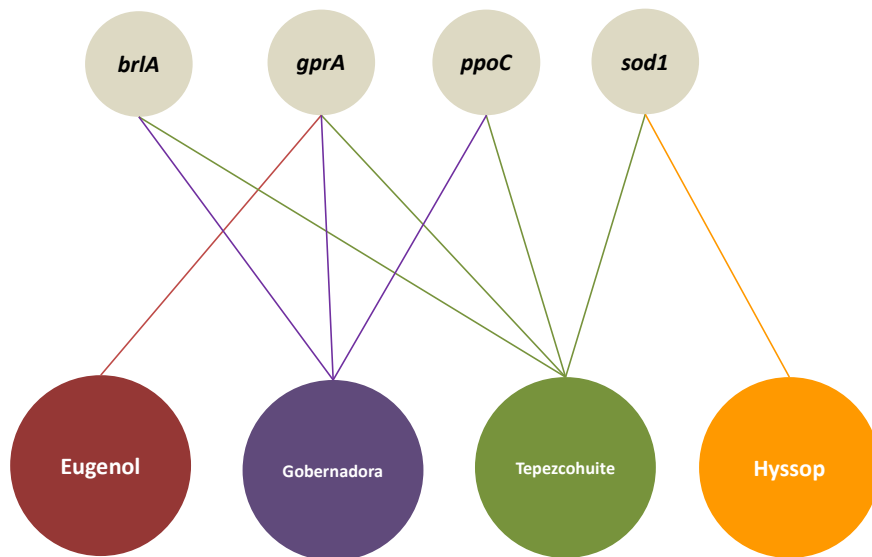 brlA
gprA
ppoC
sod1
Eugenol
Gobernadora
Tepezcohuite
Hyssop